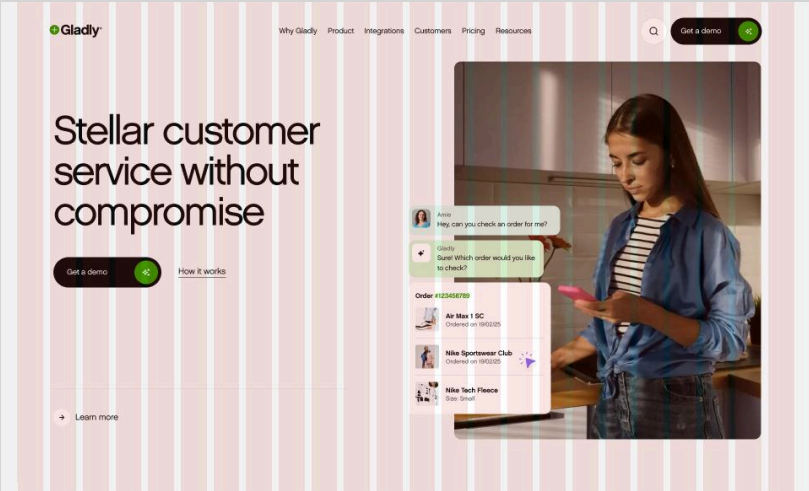 Gladly
Why Gladly Product Integrations Customers Pricing Resources
Get a demo
Stellar customer
service without
compromise
Get a demo
How it works
Amie
Hey, can you check an order for me?
Gladly
Sure! Which order would you like
to check?
Order #123456789
Air Max 1 SC
Ordered on 19/02/25
Nike Sportswear Club
Ordered on 19/02/25
Nike Tech Fleece
Size: Small
Learn more